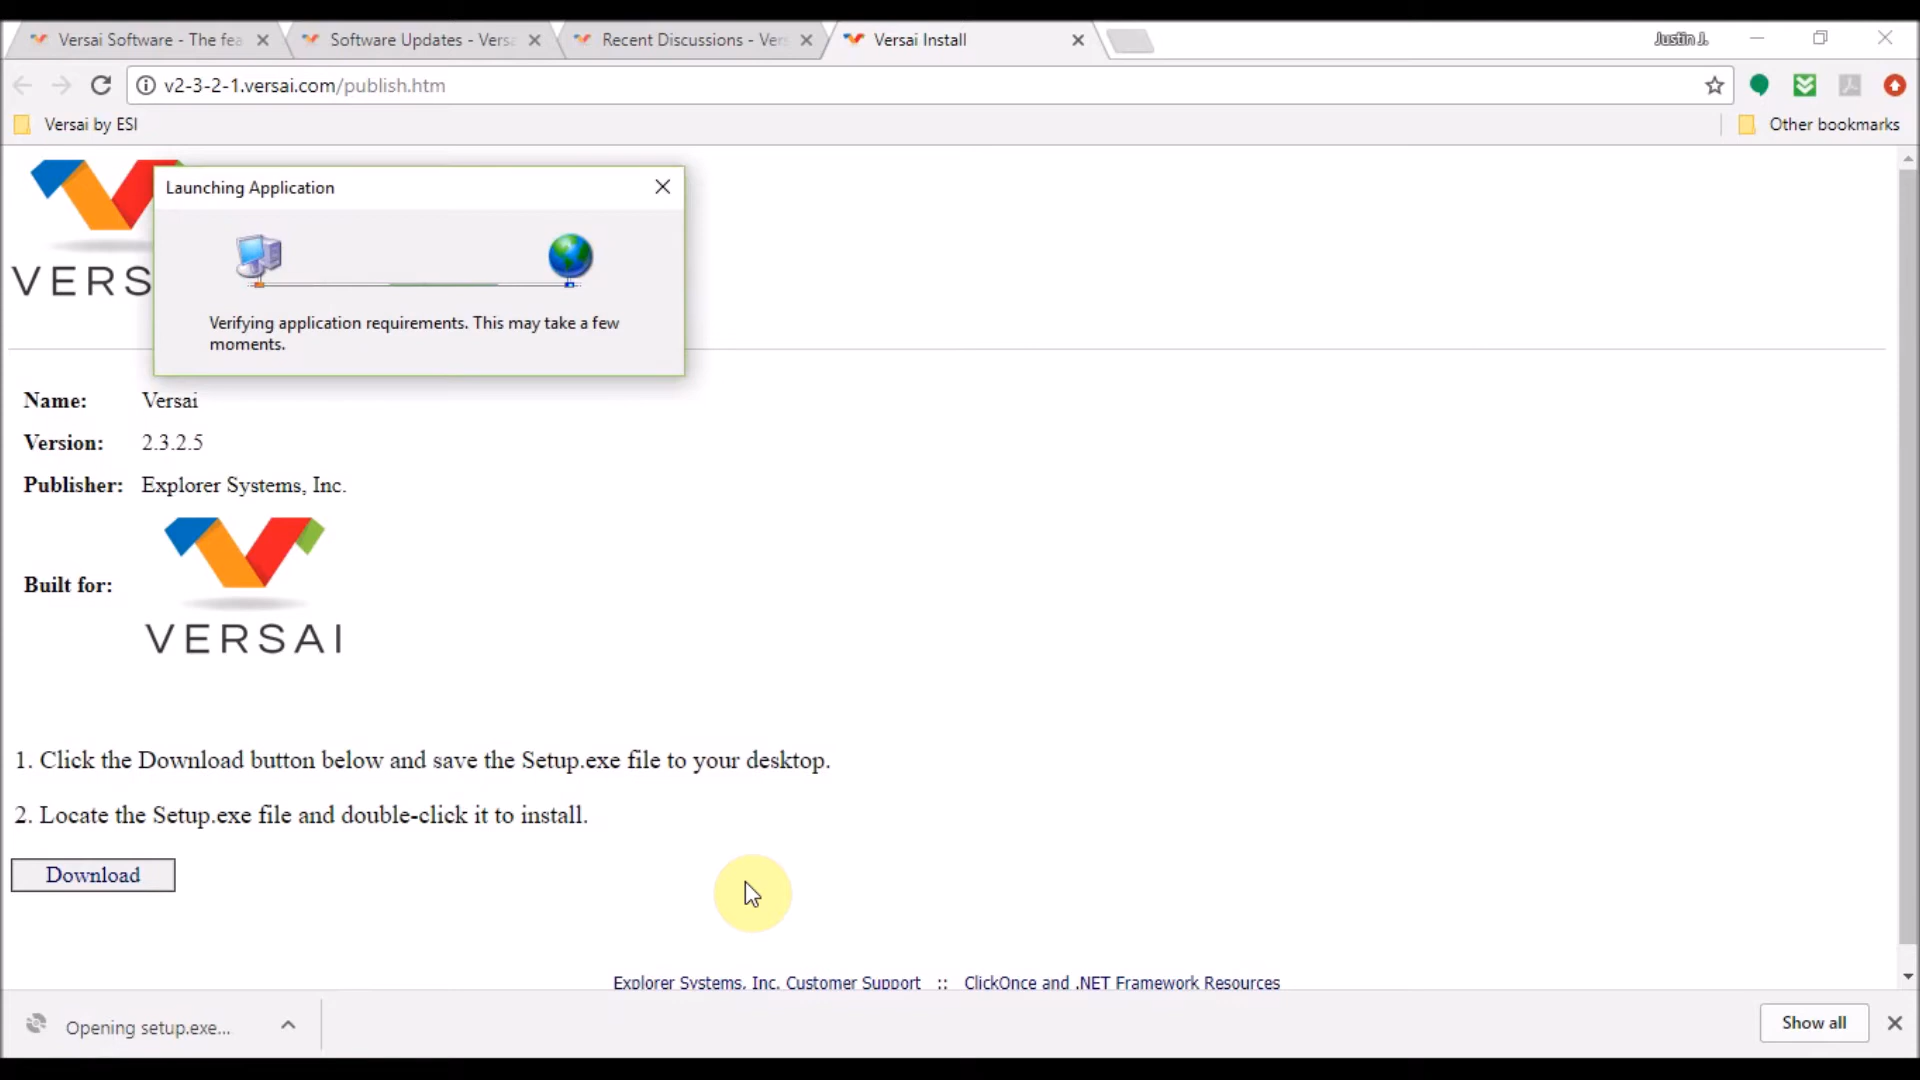 Versai Software - The fea
Software Updates - Versa
Recent Discussions - Ver
Versai Install
Justin J.
v2-3-2-1.versai.com/publish.htm
Versai by ESI
Other bookmarks
VERS
Launching Application
Verifying application requirements. This may take a few
moments.
Name: Versai
Version: 2.3.2.5
Publisher: Explorer Systems, Inc.
Built for:
VERSAI
1. Click the Download button below and save the Setup.exe file to your desktop.
2. Locate the Setup.exe file and double-click it to install.
Download
Explorer Systems, Inc. Customer Support :: ClickOnce and .NET Framework Resources
Opening setup.exe...
Show all